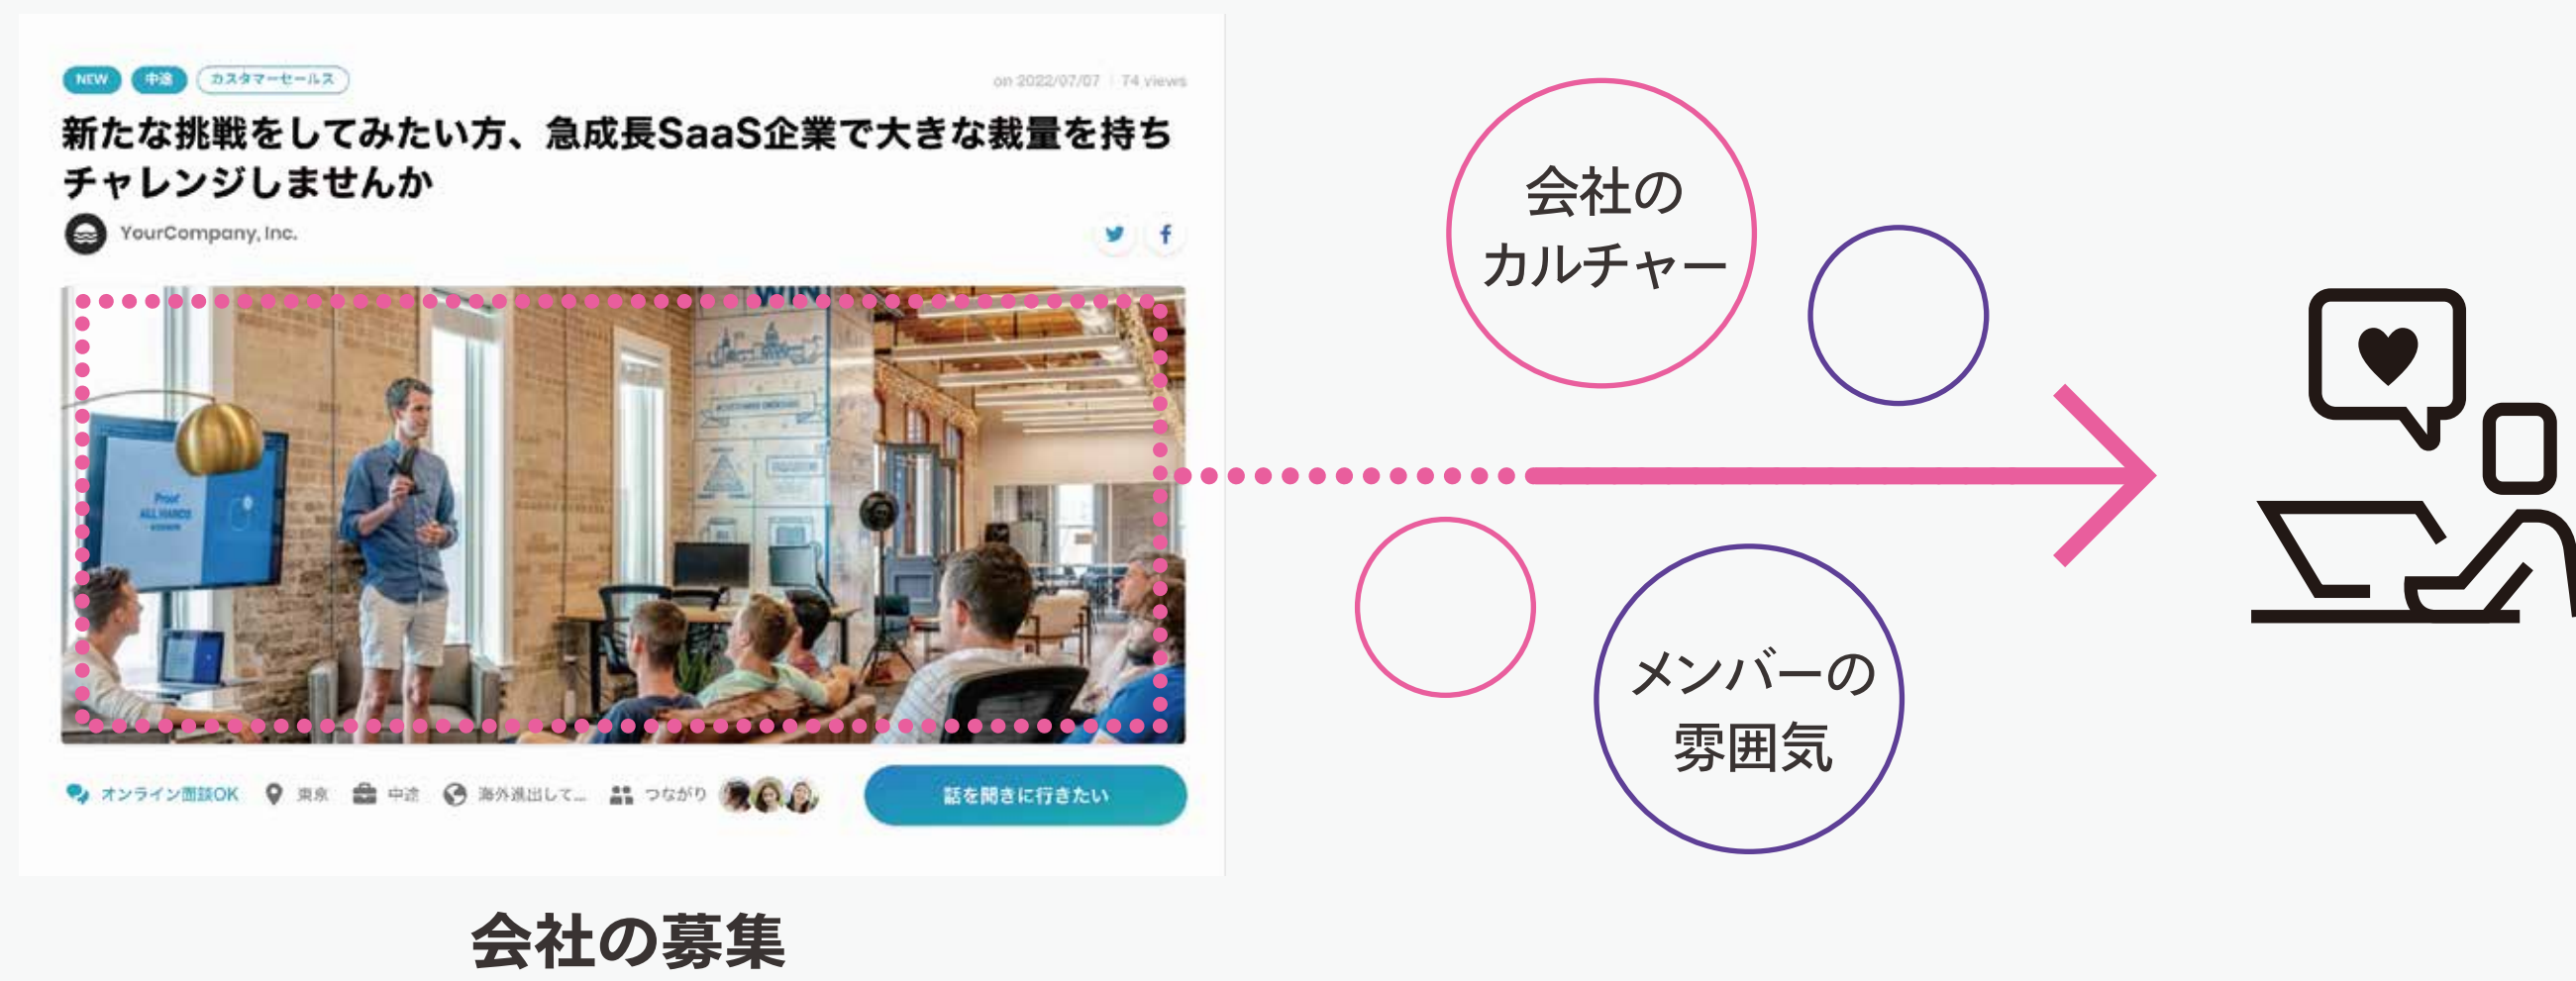 NEW 中途 カスタマーセールス
on 2022/07/07 | 74 views
新たな挑戦をしてみたい方、急成長SaaS企業で大きな裁量を持ち
チャレンジしませんか
YourCompany, Inc.
WIN
Proof
ALL HANDS
オンライン面談OK 東京 中途 海外進出して... つながり
話を聞きに行きたい
会社の募集
会社の
カルチャー
メンバーの
雰囲気